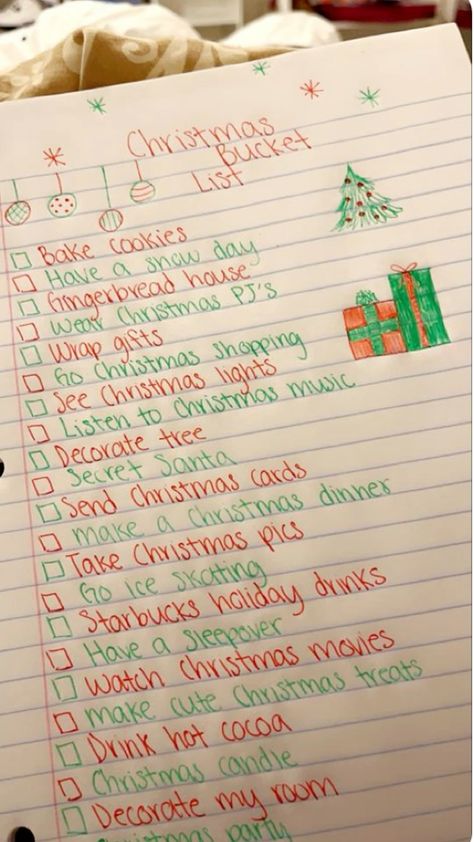 Christmas
Bucket
List
Bake cookies
Have a snow day
Gingerbread house
Wear Christmas PJ's
Wrap gifts
Go Christmas shopping
See Christmas lights
Listen to Christmas music
Decorate tree
Secret Santa
Send Christmas cards
make a Christmas dinner
Take Christmas pics
Go ice skating
Starbucks holiday drinks
Have a sleepover
Watch Christmas movies
make cute Christmas treats
Drink hot cocoa
Christmas candle
Decorate my room
Christmas party